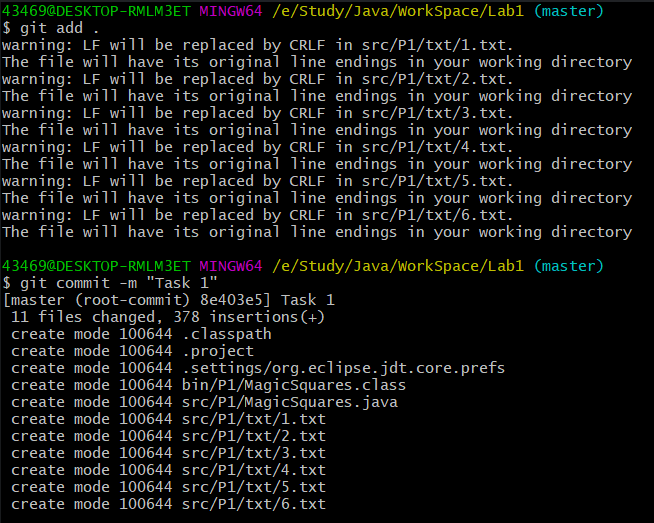 43469@DESKTOP-RMLM3ET MINGW64 /e/Study/Java/WorkSpace/Lab1 (master)
$ git add .
warning: LF will be replaced by CRLF in src/P1/txt/1.txt.
The file will have its original line endings in your working directory
warning: LF will be replaced by CRLF in src/P1/txt/2.txt.
The file will have its original line endings in your working directory
warning: LF will be replaced by CRLF in src/P1/txt/3.txt.
The file will have its original line endings in your working directory
warning: LF will be replaced by CRLF in src/P1/txt/4.txt.
The file will have its original line endings in your working directory
warning: LF will be replaced by CRLF in src/P1/txt/5.txt.
The file will have its original line endings in your working directory
warning: LF will be replaced by CRLF in src/P1/txt/6.txt.
The file will have its original line endings in your working directory

43469@DESKTOP-RMLM3ET MINGW64 /e/Study/Java/WorkSpace/Lab1 (master)
$ git commit -m "Task 1"
[master (root-commit) 8e403e5] Task 1
 11 files changed, 378 insertions(+)
 create mode 100644 .classpath
 create mode 100644 .project
 create mode 100644 .settings/org.eclipse.jdt.core.prefs
 create mode 100644 bin/P1/MagicSquares.class
 create mode 100644 src/P1/MagicSquares.java
 create mode 100644 src/P1/txt/1.txt
 create mode 100644 src/P1/txt/2.txt
 create mode 100644 src/P1/txt/3.txt
 create mode 100644 src/P1/txt/4.txt
 create mode 100644 src/P1/txt/5.txt
 create mode 100644 src/P1/txt/6.txt